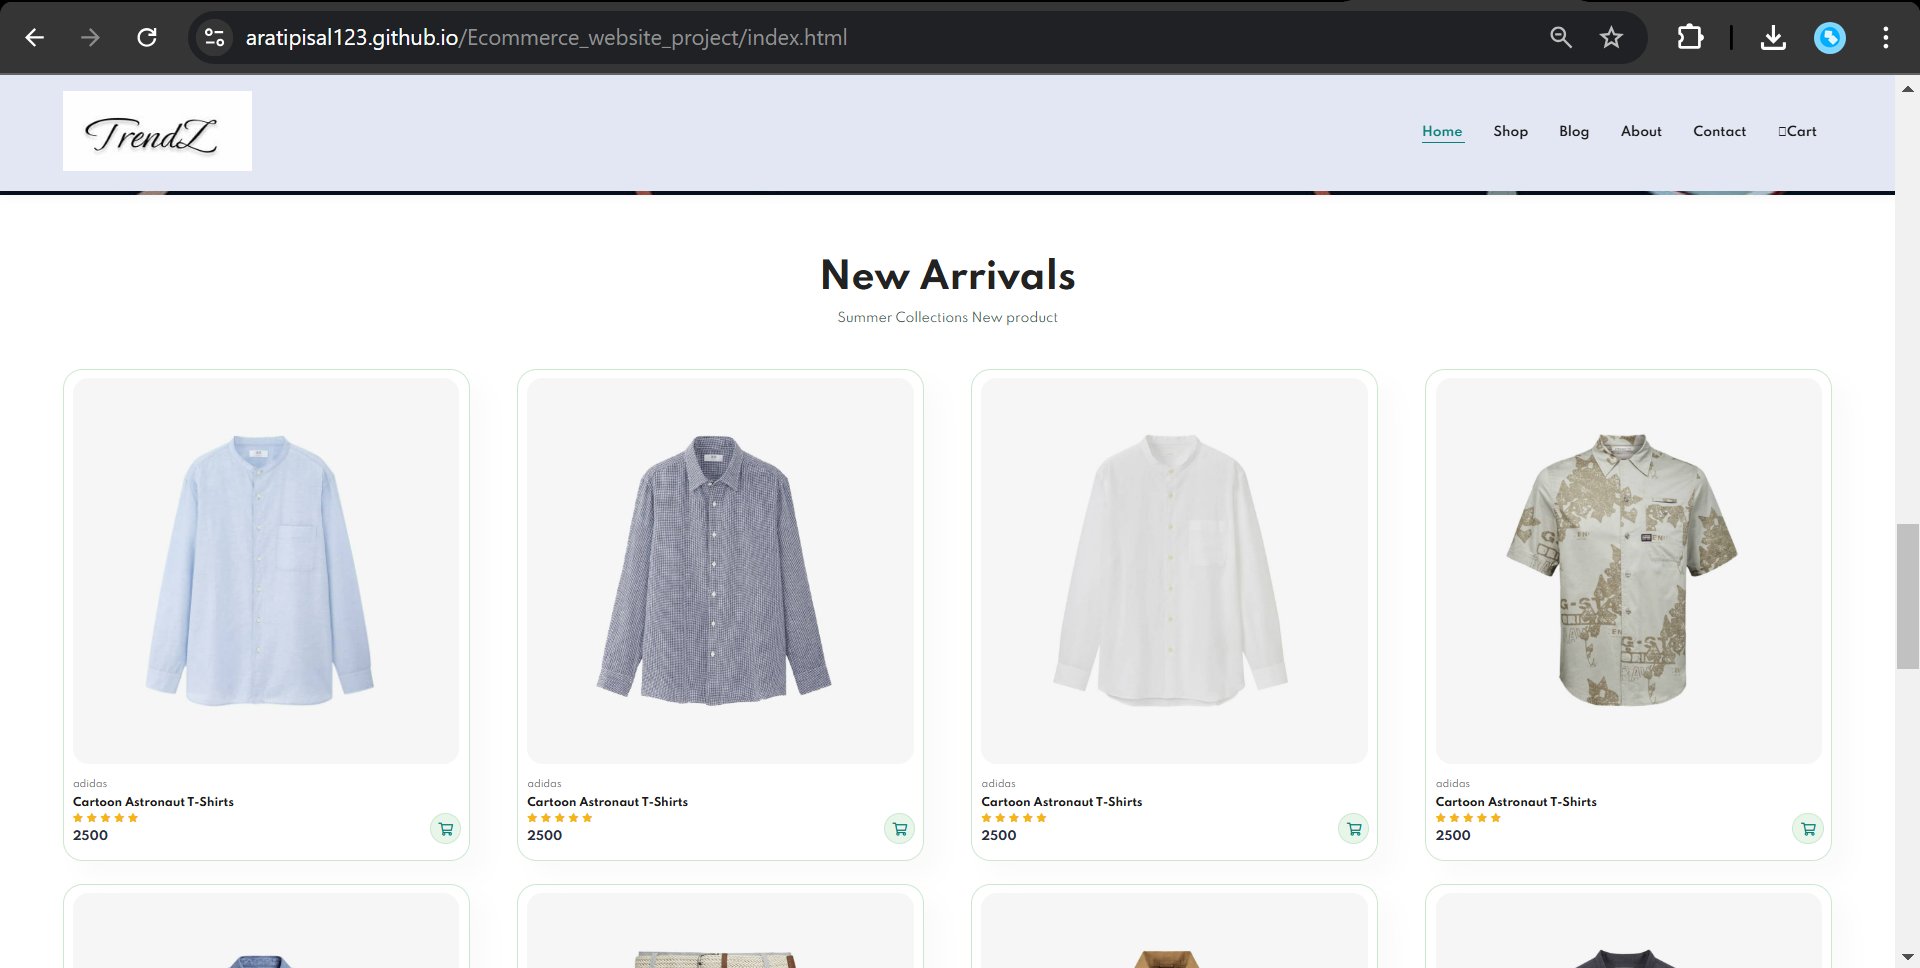 aratipisal123.github.io/Ecommerce_website_project/index.html
TrendZ
Home Shop Blog About Contact Cart
New Arrivals
Summer Collections New product
adidas
Cartoon Astronaut T-Shirts
2500
adidas
Cartoon Astronaut T-Shirts
2500
adidas
Cartoon Astronaut T-Shirts
2500
adidas
Cartoon Astronaut T-Shirts
2500